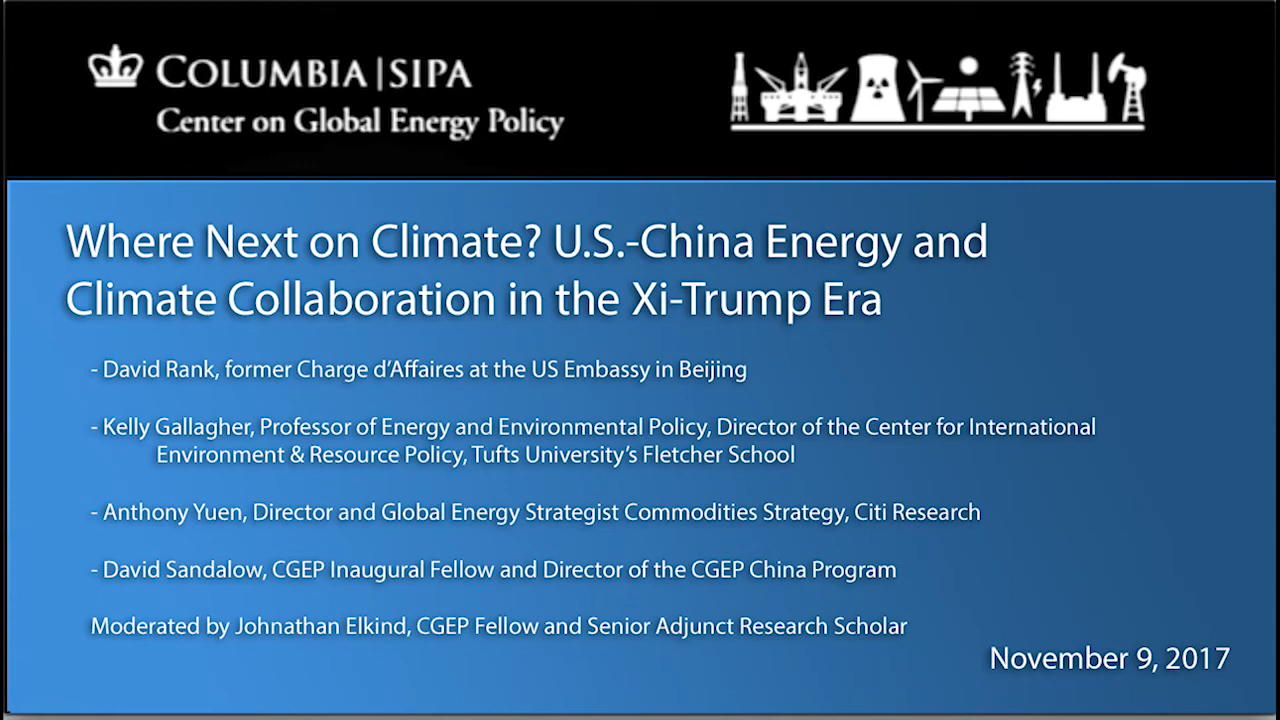 COLUMBIA | SIPA
Center on Global Energy Policy
Where Next on Climate? U.S.-China Energy and
Climate Collaboration in the Xi-Trump Era
- David Rank, former Charge d'Affaires at the US Embassy in Beijing
- Kelly Gallagher, Professor of Energy and Environmental Policy, Director of the Center for International
Environment & Resource Policy, Tufts University's Fletcher School
- Anthony Yuen, Director and Global Energy Strategist Commodities Strategy, Citi Research
- David Sandalow, CGEP Inaugural Fellow and Director of the CGEP China Program
Moderated by Johnathan Elkind, CGEP Fellow and Senior Adjunct Research Scholar
November 9, 2017